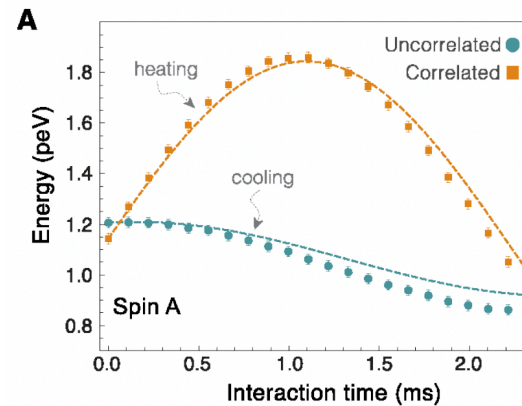 A
Uncorrelated
Correlated
heating
cooling
Spin A
Energy (peV)
1.8
1.6
1.4
1.2
1.0
0.8
0.0 0.5 1.0 1.5 2.0
Interaction time (ms)